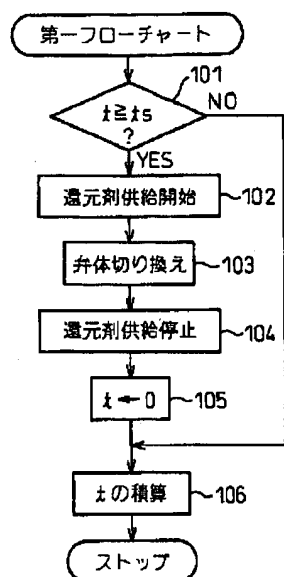 第一フローチャート
101
t≧ts
?
NO
YES
還元剤供給開始
102
弁体切り換え
103
還元剤供給停止
104
t←0
105
tの積算
106
ストップ